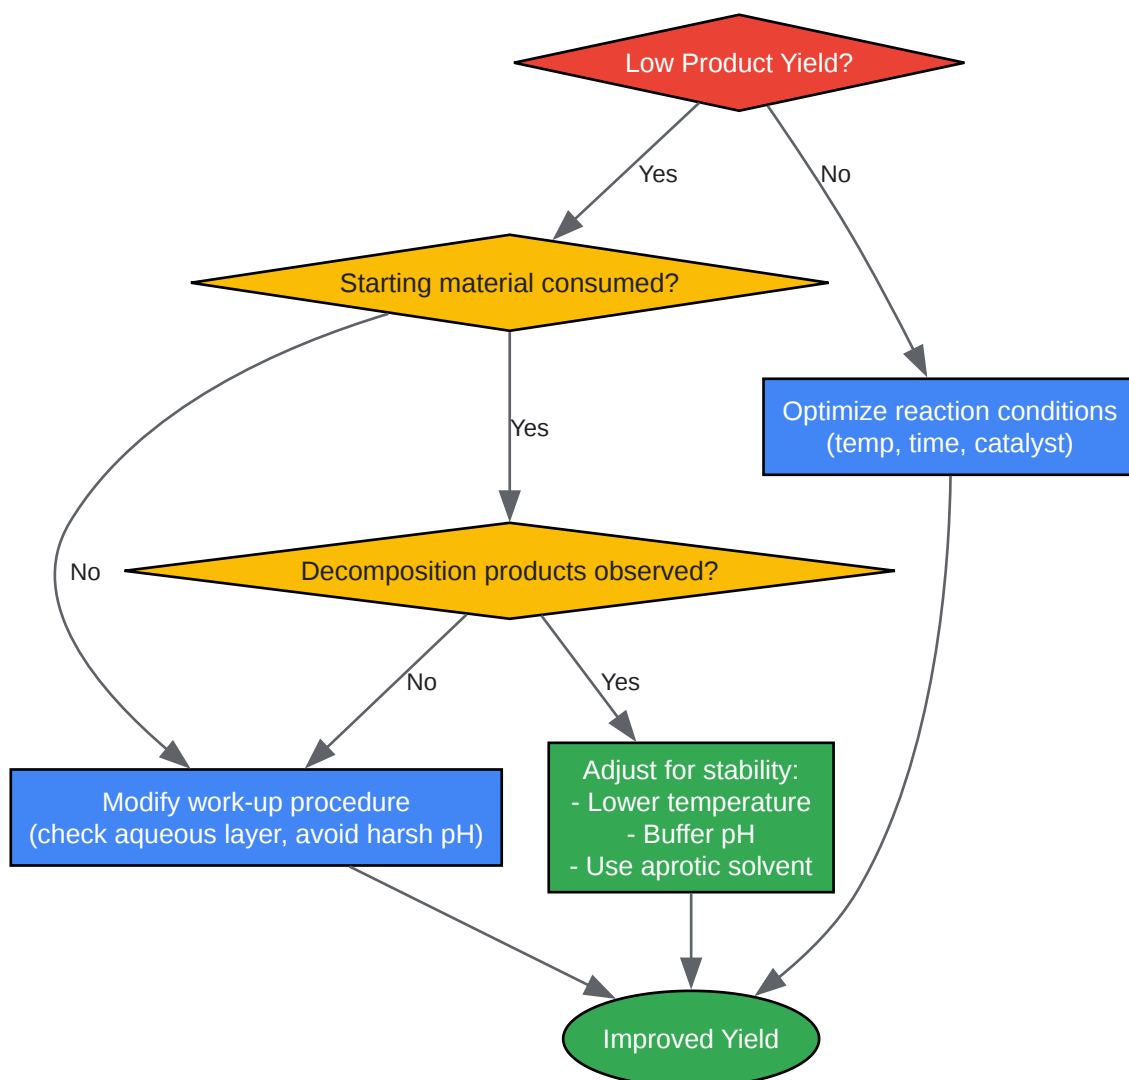 Low Product Yield?
Yes
No
Starting material consumed?
Optimize reaction conditions
(temp, time, catalyst)
Yes
No
Decomposition products observed?
No
Yes
Modify work-up procedure
(check aqueous layer, avoid harsh pH)
Adjust for stability:
- Lower temperature
- Buffer pH
- Use aprotic solvent
Improved Yield